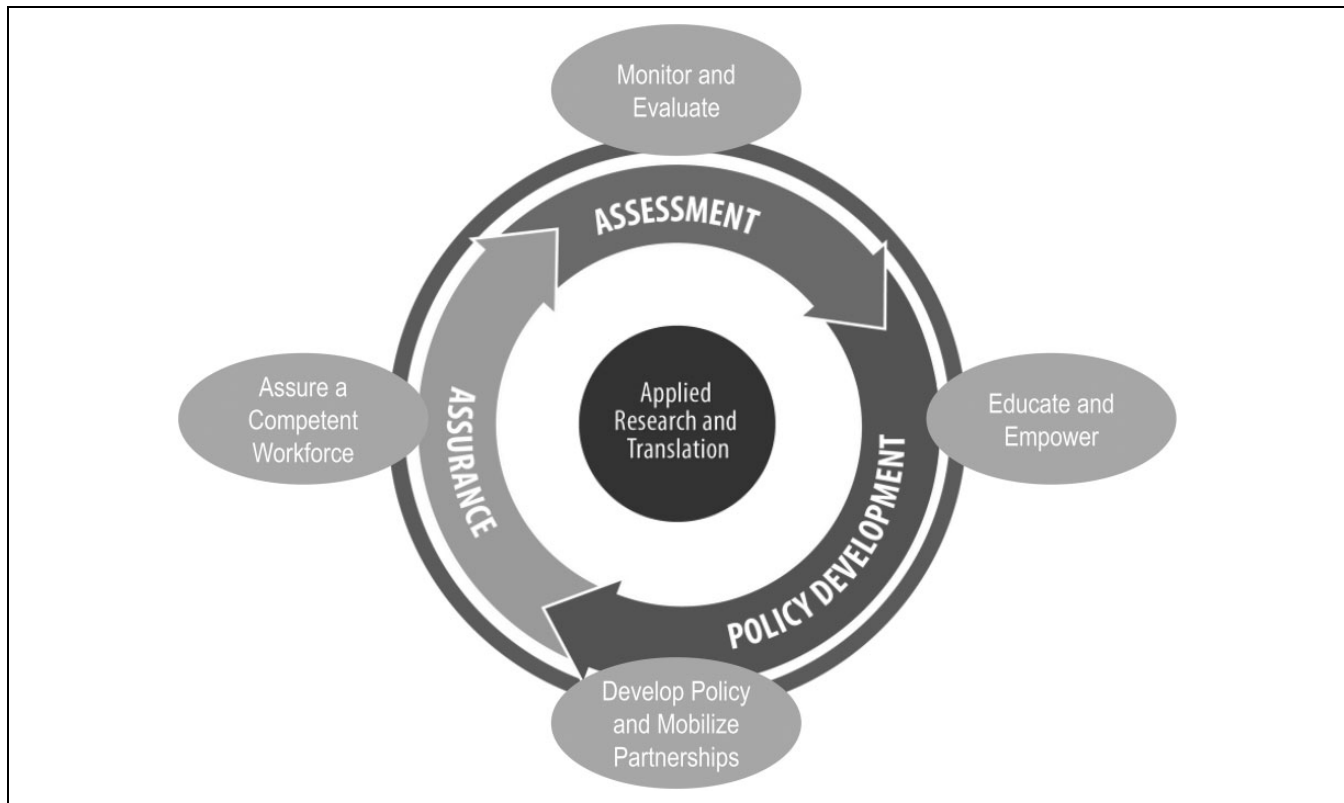 Monitor and
Evaluate
ASSESSMENT
Applied
Research and
Translation
Assure a
Competent
Workforce
ASSURANCE
Educate and
Empower
POLICY DEVELOPMENT
Develop Policy
and Mobilize
Partnerships